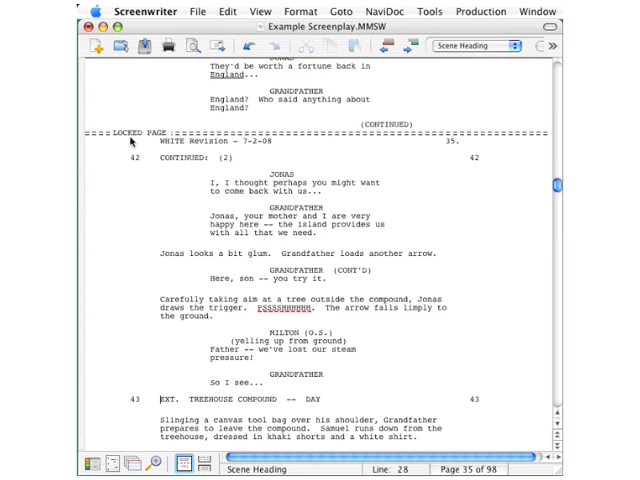 Screenwriter File Edit View Format Goto NaviDoc Tools Production Window
Example Screenplay.MMSW
Scene Heading
They'd be worth a fortune back in
England...
GRANDFATHER
England? Who said anything about
England?
(CONTINUED)
LOCKED PAGE :
WHITE Revision - 7-2-08 35.
42 CONTINUED: (2) 42
JONAS
I, I thought perhaps you might want
to come back with us...
GRANDFATHER
Jonas, your mother and I are very
happy here -- the island provides us
with all that we need.
Jonas looks a bit glum. Grandfather loads another arrow.
GRANDFATHER (CONT'D)
Here, son -- you try it.
Carefully taking aim at a tree outside the compound, Jonas
draws the trigger. PSSSSHHHHHH. The arrow falls limply to
the ground.
MILTON (O.S.)
(yelling up from ground)
Father -- we've lost our steam
pressure!
GRANDFATHER
So I see...
43 EXT. TREEHOUSE COMPOUND -- DAY 43
Slinging a canvas tool bag over his shoulder, Grandfather
prepares to leave the compound. Samuel runs down from the
treehouse, dressed in khaki shorts and a white shirt.
Scene Heading Line: 28 Page 35 of 98